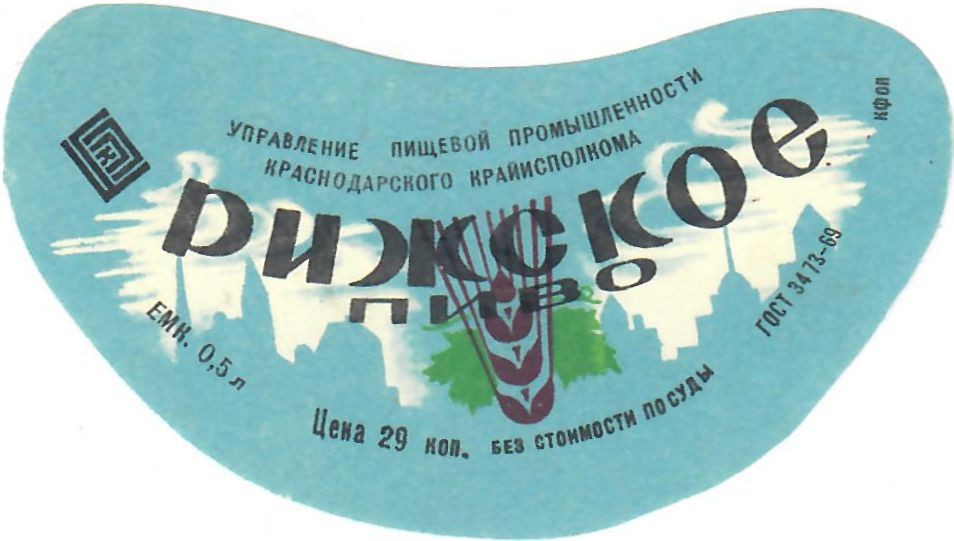 УПРАВЛЕНИЕ ПИЩЕВОЙ ПРОМЫШЛЕННОСТИ
КРАСНОДАРСКОГО КРАЙИСПОЛКОМА
КФОП
РИЖСКОЕ
ПИВО
ЕМК. 0,5 л
Цена 29 коп. БЕЗ СТОИМОСТИ ПОСУДЫ
ГОСТ 3473-69